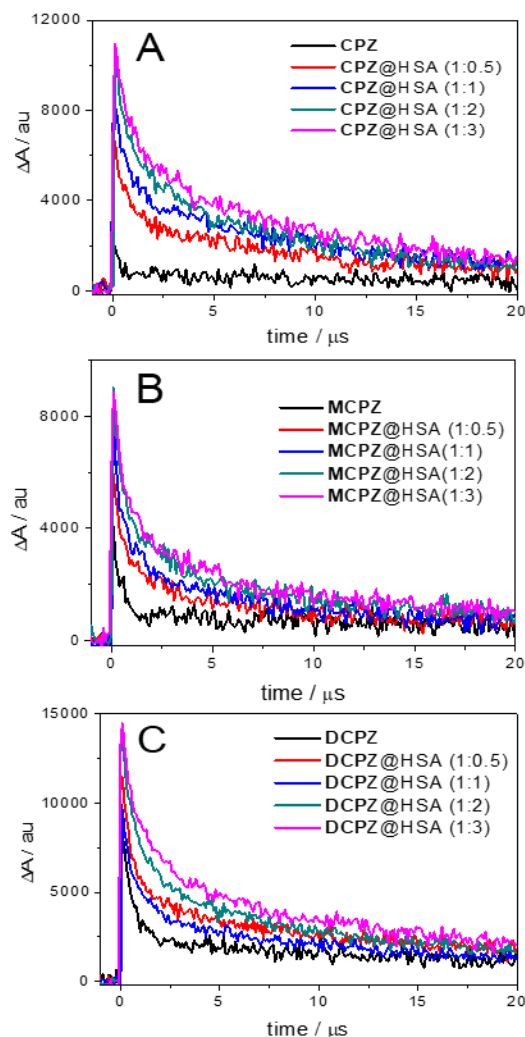 12000
A
CPZ
CPZ@HSA (1:0.5)
CPZ@HSA (1:1)
CPZ@HSA (1:2)
CPZ@HSA (1:3)
8000
4000
0
ΔA / au
0 5 10 15 20
time / μs
B
MCPZ
MCPZ@HSA (1:0.5)
MCPZ@HSA(1:1)
MCPZ@HSA(1:2)
MCPZ@HSA(1:3)
8000
4000
0
ΔA / au
0 5 10 15 20
time / μs
15000
C
DCPZ
DCPZ@HSA (1:0.5)
DCPZ@HSA (1:1)
DCPZ@HSA (1:2)
DCPZ@HSA (1:3)
10000
5000
0
ΔA / au
0 5 10 15 20
time / μs